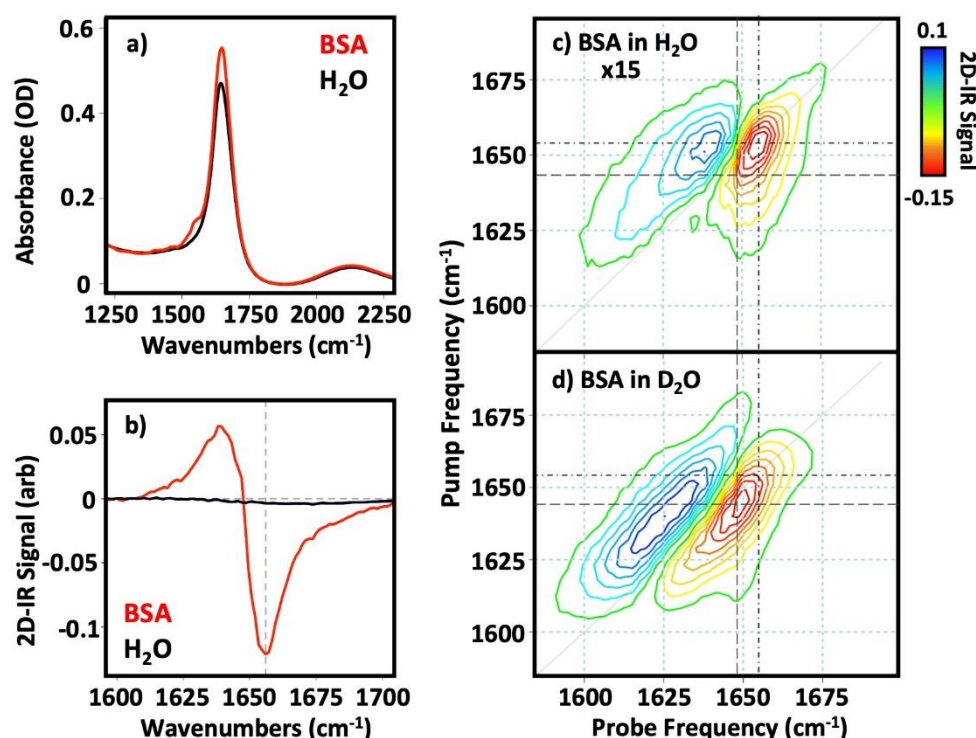 a)
BSA
H₂O
0.6
0.4
0.2
0
Absorbance (OD)
1250 1500 1750 2000 2250
Wavenumbers (cm⁻¹)
b)
0.05
0
-0.05
-0.1
2D-IR Signal (arb)
BSA
H₂O
1600 1625 1650 1675 1700
Wavenumbers (cm⁻¹)
c) BSA in H₂O
x15
1675
1650
1625
1600
0.1
2D-IR Signal
-0.15
Pump Frequency (cm⁻¹)
d) BSA in D₂O
1675
1650
1625
1600
1600 1625 1650 1675
Probe Frequency (cm⁻¹)